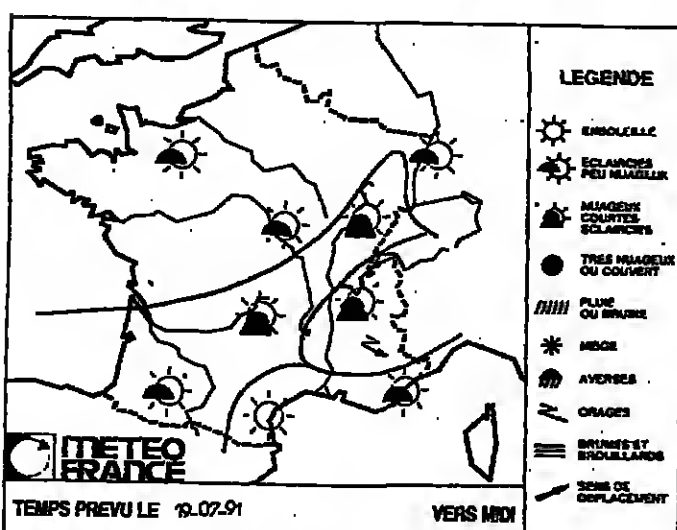 LEGENDE
ENSOLEILLE
ECLAIRCIES
PEU NUAGEUX
NUAGEUX
COURTES
ECLAIRCIES
TRES NUAGEUX
OU COUVERT
PLUIE
OU BRUINE
NEIGE
AVERSES
ORAGES
BRUMES ET
BROUILLARDS
SENS DE
DEPLACEMENT
METEO
FRANCE
TEMPS PREVU LE 19-07-91 VERS MIDI